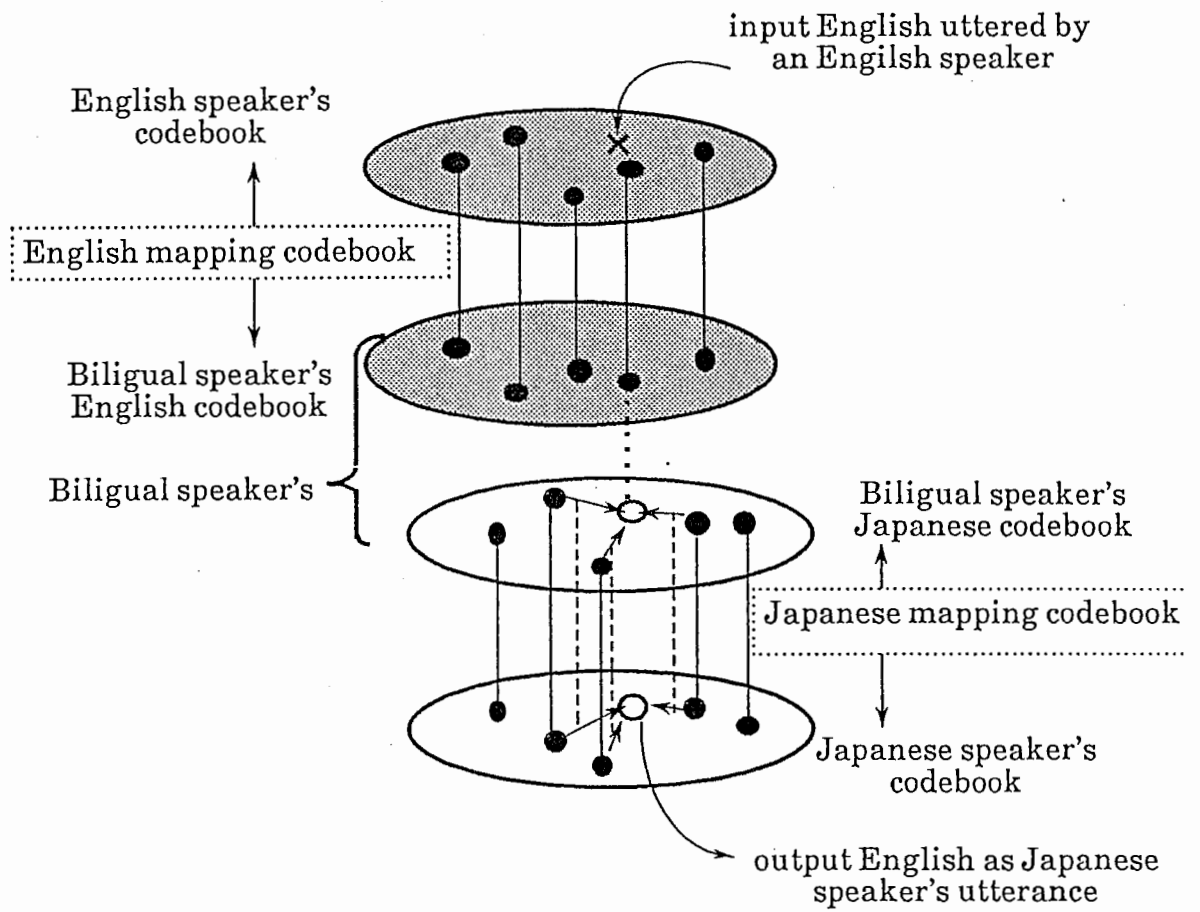 input English uttered by
an Engilsh speaker
English speaker's
codebook
English mapping codebook
Biligual speaker's
English codebook
Biligual speaker's
Biligual speaker's
Japanese codebook
Japanese mapping codebook
Japanese speaker's
codebook
output English as Japanese
speaker's utterance